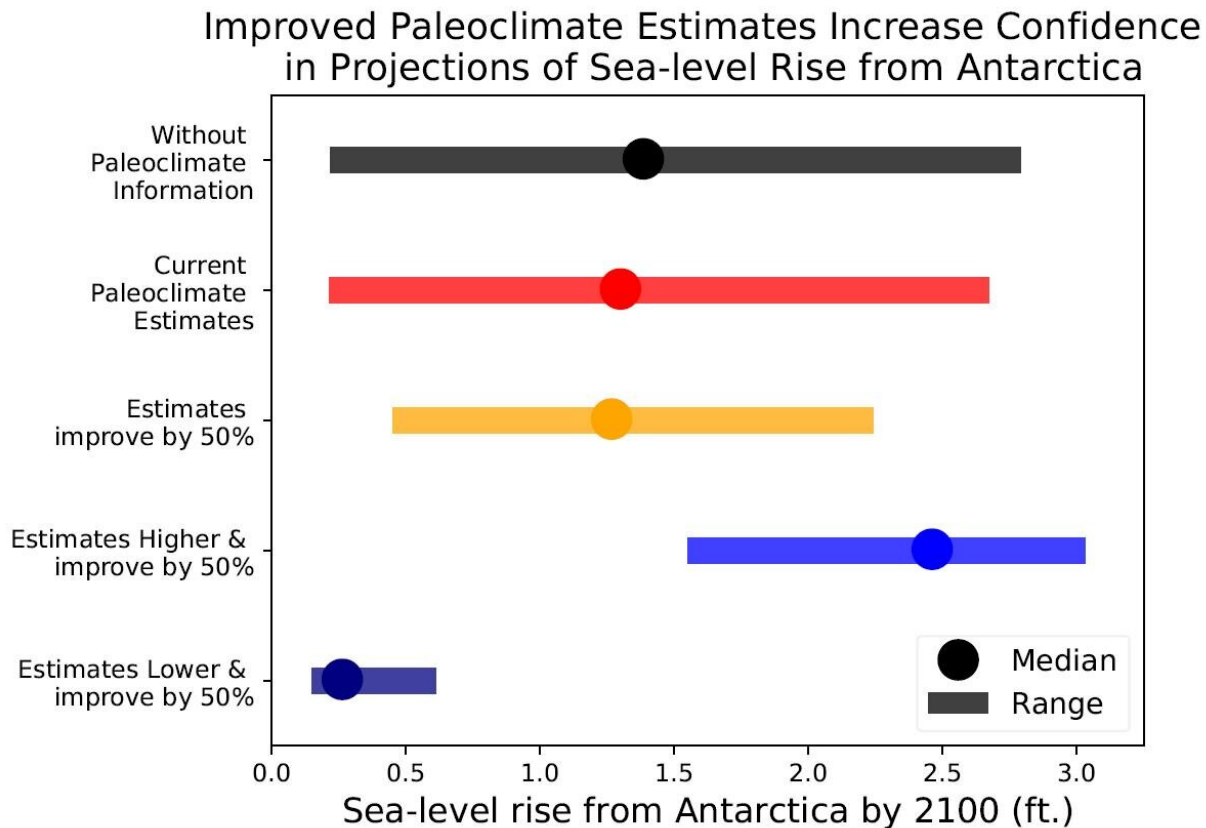 Improved Paleoclimate Estimates Increase Confidence
in Projections of Sea-level Rise from Antarctica
Without
Paleoclimate
Information
Current
Paleoclimate
Estimates
Estimates
improve by 50%
Estimates Higher &
improve by 50%
Estimates Lower &
improve by 50%
Median
Range
0.0 0.5 1.0 1.5 2.0 2.5 3.0
Sea-level rise from Antarctica by 2100 (ft.)